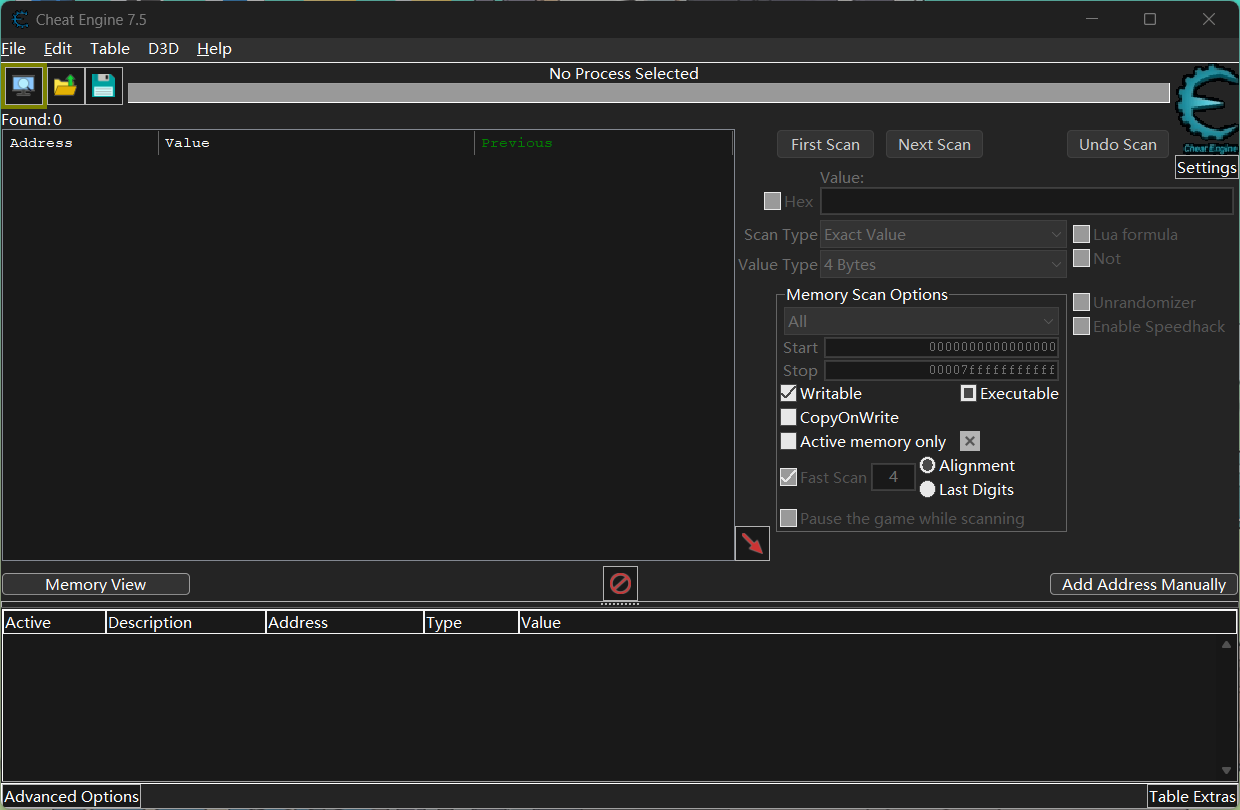 Cheat Engine 7.5
File Edit Table D3D Help
No Process Selected
Found: 0
Cheat Engine
Settings
Address Value Previous
First Scan Next Scan Undo Scan
Value:
Hex
Scan Type Exact Value Lua formula
Not
Value Type 4 Bytes
Memory Scan Options
Unrandomizer
All
Enable Speedhack
Start 0000000000000000
Stop 00007fffffffffff
Writable Executable
CopyOnWrite
Active memory only
Fast Scan 4 Alignment
Last Digits
Pause the game while scanning
Memory View Add Address Manually
Active Description Address Type Value
Advanced Options Table Extras